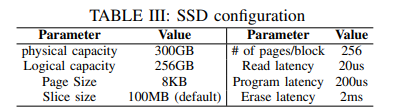 TABLE III: SSD configuration
Parameter Value Parameter Value
physical capacity 300GB # of pages/block 256
Logical capacity 256GB Read latency 20us
Page Size 8KB Program latency 200us
Slice size 100MB (default) Erase latency 2ms